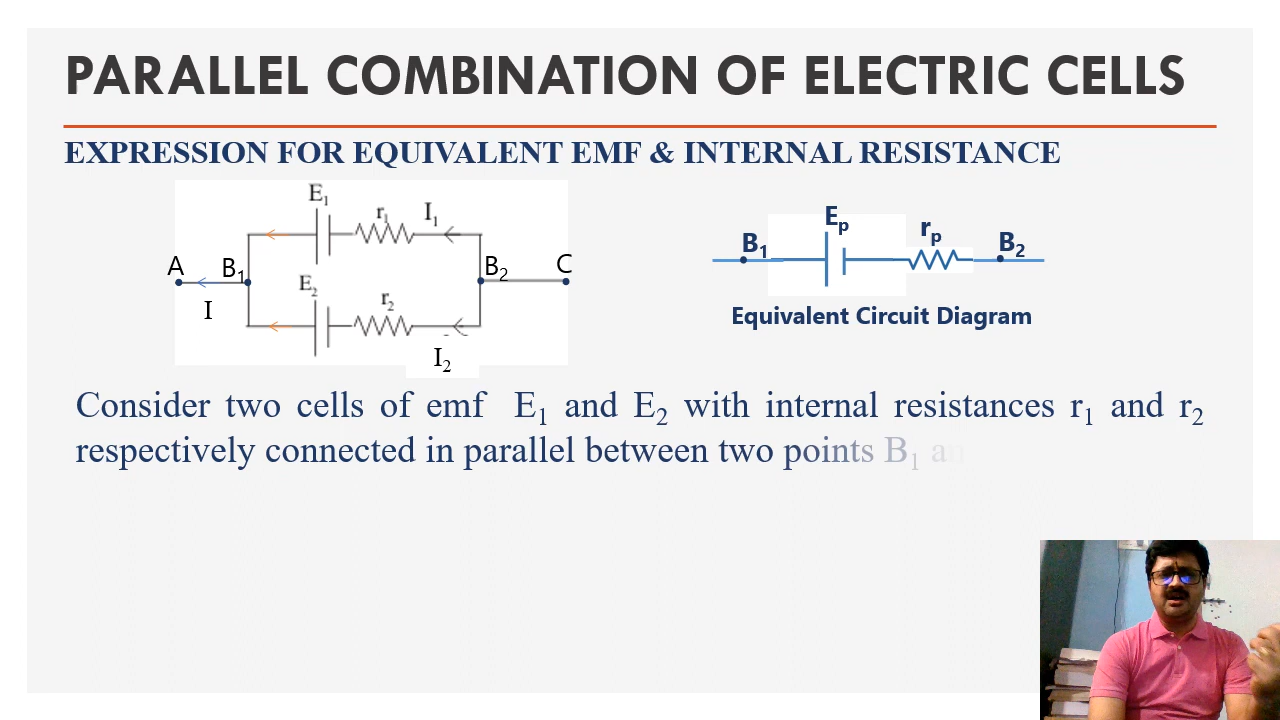 PARALLEL COMBINATION OF ELECTRIC CELLS
EXPRESSION FOR EQUIVALENT EMF & INTERNAL RESISTANCE
E₁
r₁ I₁
A B₁ B₂ C
E₂
r₂
I
I₂
Eₚ
rₚ
B₁ B₂
Equivalent Circuit Diagram
Consider two cells of emf E₁ and E₂ with internal resistances r₁ and r₂
respectively connected in parallel between two points B₁ an